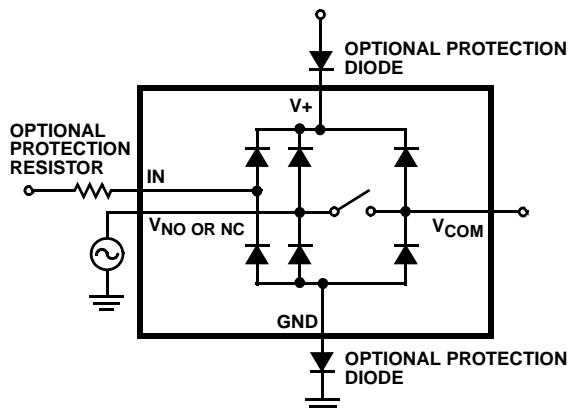 OPTIONAL PROTECTION
DIODE
V+
OPTIONAL
PROTECTION
RESISTOR
IN
VNO OR NC
VCOM
GND
OPTIONAL PROTECTION
DIODE